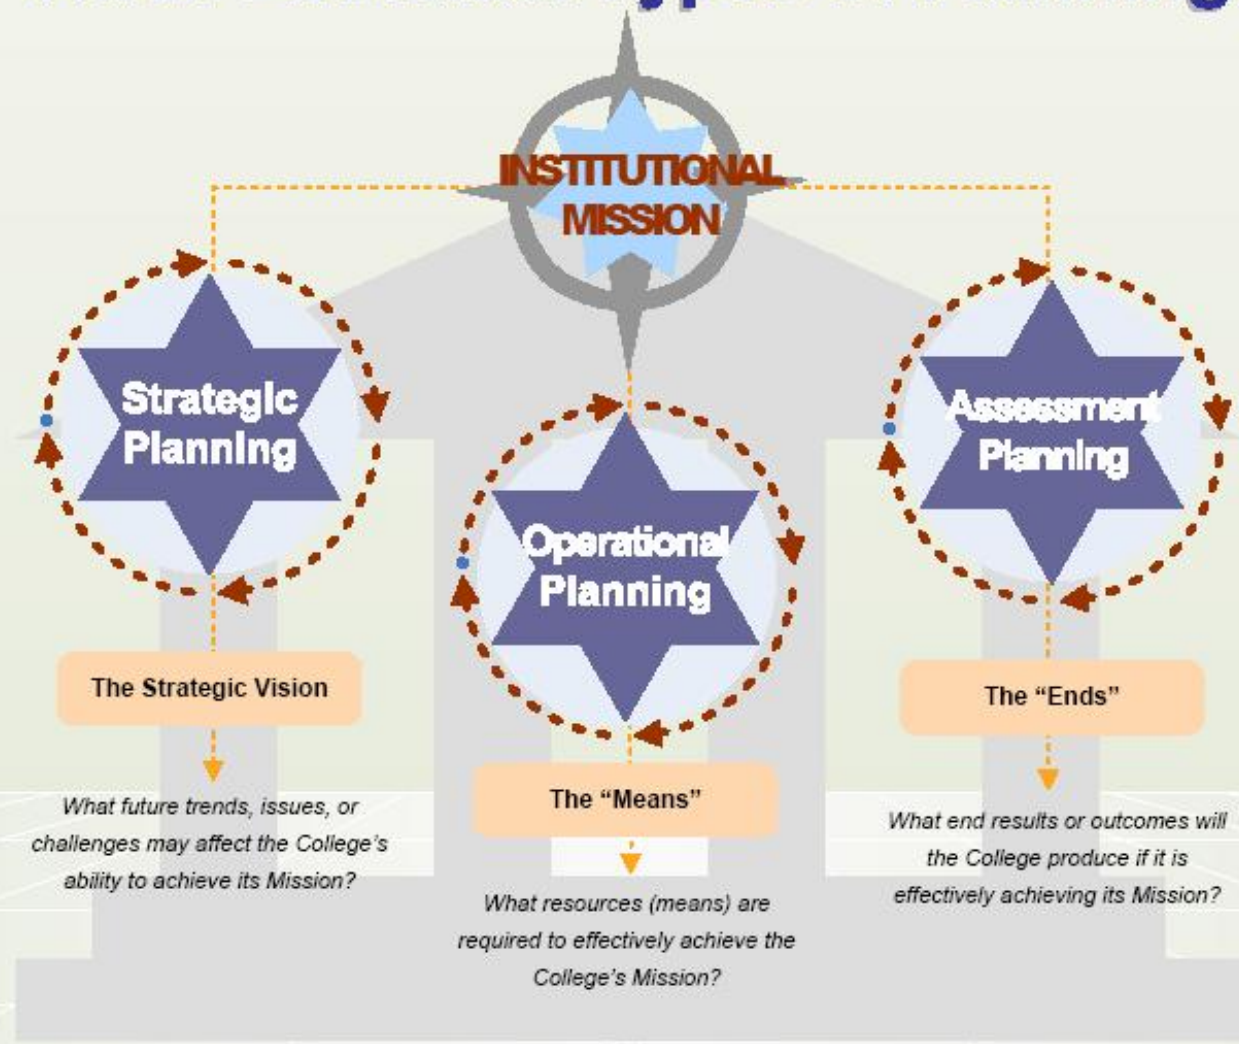 INSTITUTIONAL
MISSION
Strategic
Planning
Operational
Planning
Assessment
Planning
The Strategic Vision
What future trends, issues, or
challenges may affect the College's
ability to achieve its Mission?
The “Means”
What resources (means) are
required to effectively achieve the
College's Mission?
The “Ends”
What end results or outcomes will
the College produce if it is
effectively achieving its Mission?